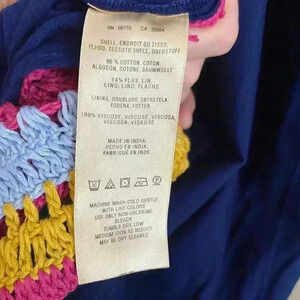 RN 66170 CA 33054
SHELL, ENDROIT DU TISSU,
TEJIDO, TESSUTO SHELL, OBERSTOFF
86 % COTTON, COTON,
ALGODON, COTONE, BAUMWOLLE
14% FLAX, LIN,
LINO, LINO, FLACHS
LINING, DOUBLURE, ENTRETELA,
FODERA, FUTTER
100% VISCOSE, VISCOSE, VISCOSA,
VISCOSA, VISKOSE
MADE IN INDIA,
HECHO EN INDIA,
FABRIQUÉ EN INDE
MACHINE WASH COLD GENTLE
WITH LIKE COLORS
USE ONLY NON-CHLORINE
BLEACH
TUMBLE DRY LOW
MEDIUM IRON AS NEEDED
MAY BE DRY CLEANED